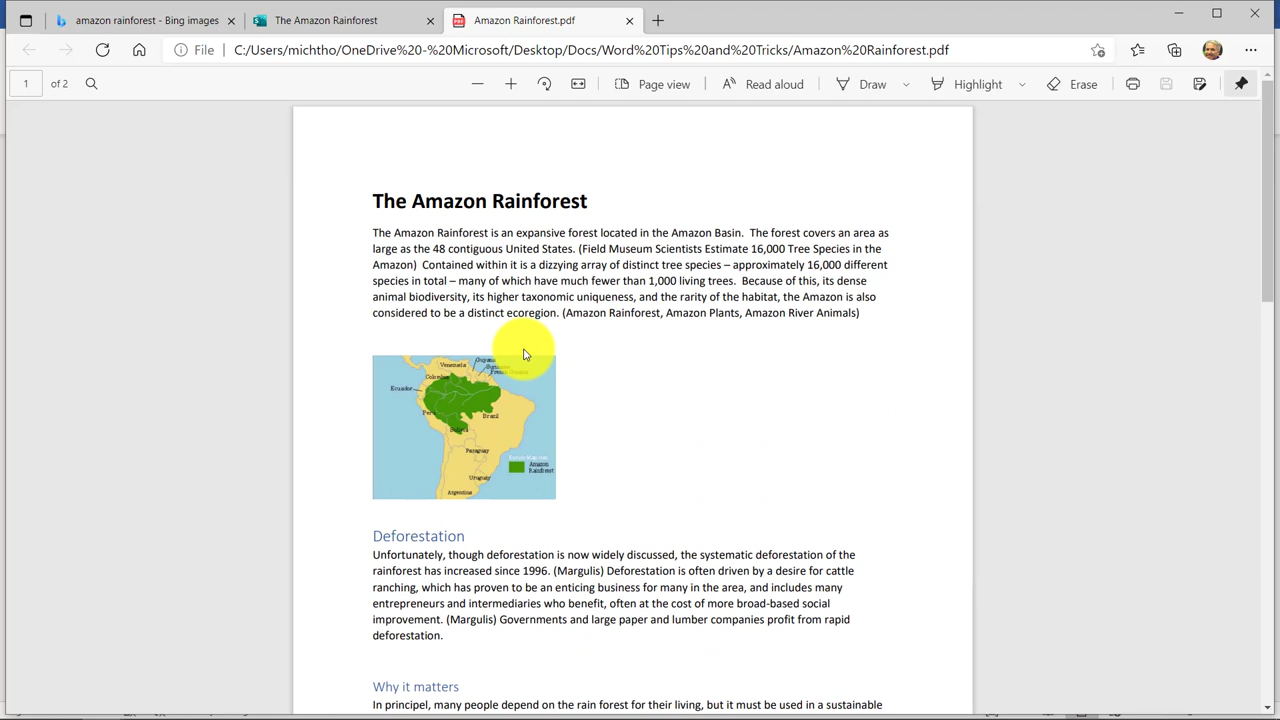 amazon rainforest - Bing images
The Amazon Rainforest
Amazon Rainforest.pdf
File
C:/Users/michtho/OneDrive%20-%20Microsoft/Desktop/Docs/Word%20Tips%20and%20Tricks/Amazon%20Rainforest.pdf
1 of 2
Page view
Read aloud
Draw
Highlight
Erase
The Amazon Rainforest
The Amazon Rainforest is an expansive forest located in the Amazon Basin.  The forest covers an area as
large as the 48 contiguous United States. (Field Museum Scientists Estimate 16,000 Tree Species in the
Amazon)  Contained within it is a dizzying array of distinct tree species – approximately 16,000 different
species in total – many of which have much fewer than 1,000 living trees.  Because of this, its dense
animal biodiversity, its higher taxonomic uniqueness, and the rarity of the habitat, the Amazon is also
considered to be a distinct ecoregion. (Amazon Rainforest, Amazon Plants, Amazon River Animals)
Venezuela
Guyana
Colombia
Ecuador
Peru
Brazil
Bolivia
Paraguay
Amazon
Rainforest
Uruguay
Argentina
Deforestation
Unfortunately, though deforestation is now widely discussed, the systematic deforestation of the
rainforest has increased since 1996. (Margulis) Deforestation is often driven by a desire for cattle
ranching, which has proven to be an enticing business for many in the area, and includes many
entrepreneurs and intermediaries who benefit, often at the cost of more broad-based social
improvement. (Margulis) Governments and large paper and lumber companies profit from rapid
deforestation.
Why it matters
In principel, many people depend on the rain forest for their living, but it must be used in a sustainable